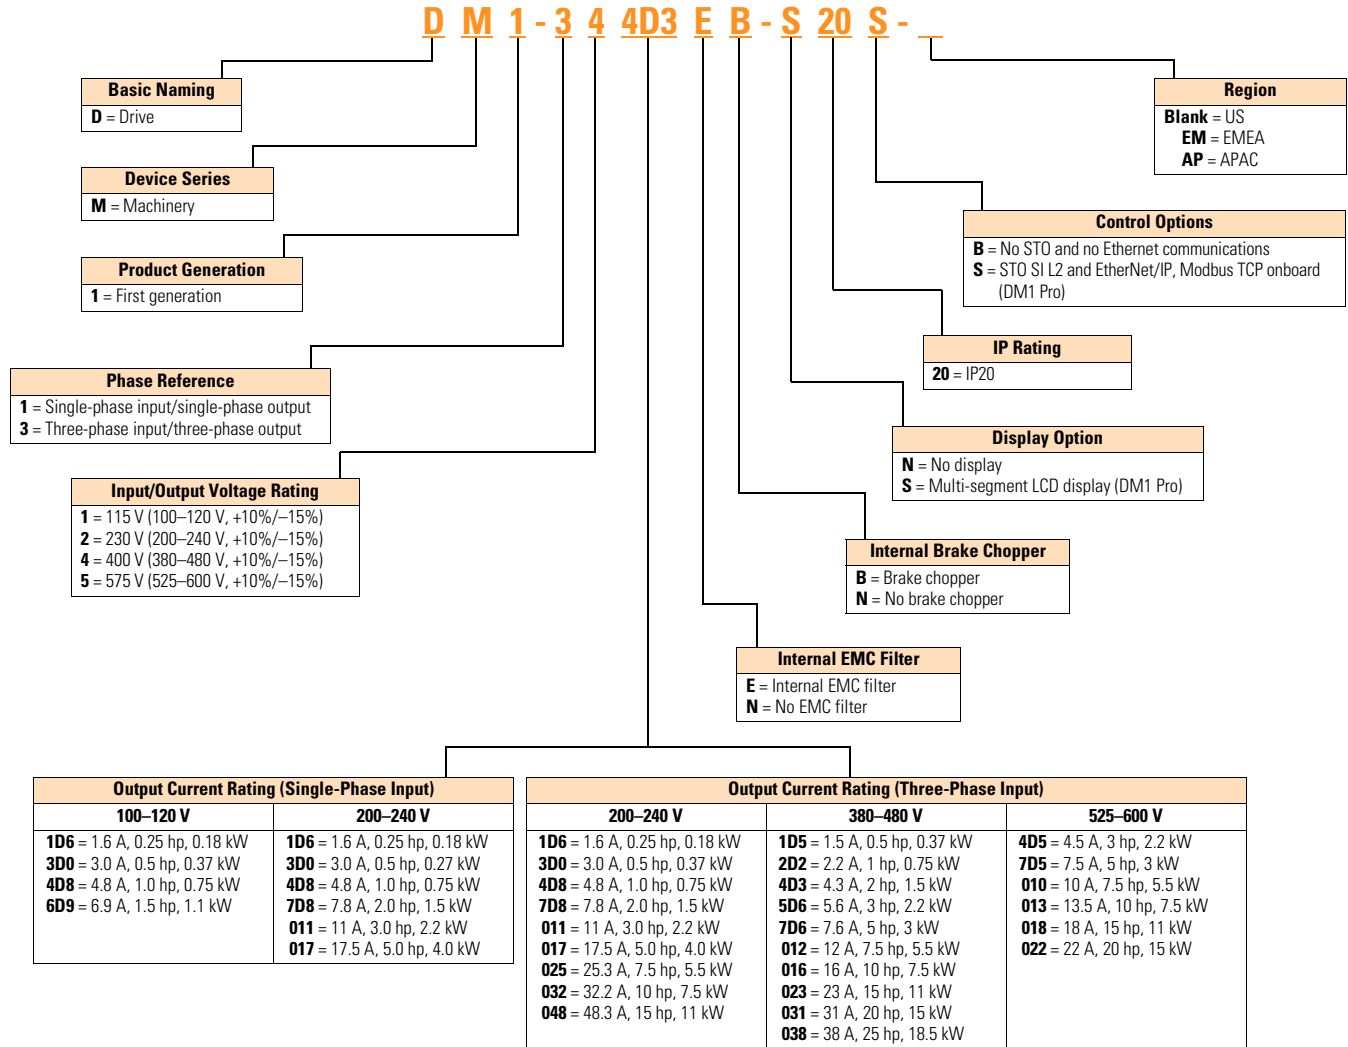 D M 1 - 3 4 4D3 E B - S 20 S - _
Basic Naming
D = Drive
Device Series
M = Machinery
Product Generation
1 = First generation
Phase Reference
1 = Single-phase input/single-phase output
3 = Three-phase input/three-phase output
Input/Output Voltage Rating
1 = 115 V (100–120 V, +10%/–15%)
2 = 230 V (200–240 V, +10%/–15%)
4 = 400 V (380–480 V, +10%/–15%)
5 = 575 V (525–600 V, +10%/–15%)
Region
Blank = US
EM = EMEA
AP = APAC
Control Options
B = No STO and no Ethernet communications
S = STO SI L2 and EtherNet/IP, Modbus TCP onboard
(DM1 Pro)
IP Rating
20 = IP20
Display Option
N = No display
S = Multi-segment LCD display (DM1 Pro)
Internal Brake Chopper
B = Brake chopper
N = No brake chopper
Internal EMC Filter
E = Internal EMC filter
N = No EMC filter
Output Current Rating (Single-Phase Input)
100–120 V
1D6 = 1.6 A, 0.25 hp, 0.18 kW
3D0 = 3.0 A, 0.5 hp, 0.37 kW
4D8 = 4.8 A, 1.0 hp, 0.75 kW
6D9 = 6.9 A, 1.5 hp, 1.1 kW
200–240 V
1D6 = 1.6 A, 0.25 hp, 0.18 kW
3D0 = 3.0 A, 0.5 hp, 0.27 kW
4D8 = 4.8 A, 1.0 hp, 0.75 kW
7D8 = 7.8 A, 2.0 hp, 1.5 kW
011 = 11 A, 3.0 hp, 2.2 kW
017 = 17.5 A, 5.0 hp, 4.0 kW
Output Current Rating (Three-Phase Input)
200–240 V
1D6 = 1.6 A, 0.25 hp, 0.18 kW
3D0 = 3.0 A, 0.5 hp, 0.37 kW
4D8 = 4.8 A, 1.0 hp, 0.75 kW
7D8 = 7.8 A, 2.0 hp, 1.5 kW
011 = 11 A, 3.0 hp, 2.2 kW
017 = 17.5 A, 5.0 hp, 4.0 kW
025 = 25.3 A, 7.5 hp, 5.5 kW
032 = 32.2 A, 10 hp, 7.5 kW
048 = 48.3 A, 15 hp, 11 kW
380–480 V
1D5 = 1.5 A, 0.5 hp, 0.37 kW
2D2 = 2.2 A, 1 hp, 0.75 kW
4D3 = 4.3 A, 2 hp, 1.5 kW
5D6 = 5.6 A, 3 hp, 2.2 kW
7D6 = 7.6 A, 5 hp, 3 kW
012 = 12 A, 7.5 hp, 5.5 kW
016 = 16 A, 10 hp, 7.5 kW
023 = 23 A, 15 hp, 11 kW
031 = 31 A, 20 hp, 15 kW
038 = 38 A, 25 hp, 18.5 kW
525–600 V
4D5 = 4.5 A, 3 hp, 2.2 kW
7D5 = 7.5 A, 5 hp, 3 kW
010 = 10 A, 7.5 hp, 5.5 kW
013 = 13.5 A, 10 hp, 7.5 kW
018 = 18 A, 15 hp, 11 kW
022 = 22 A, 20 hp, 15 kW